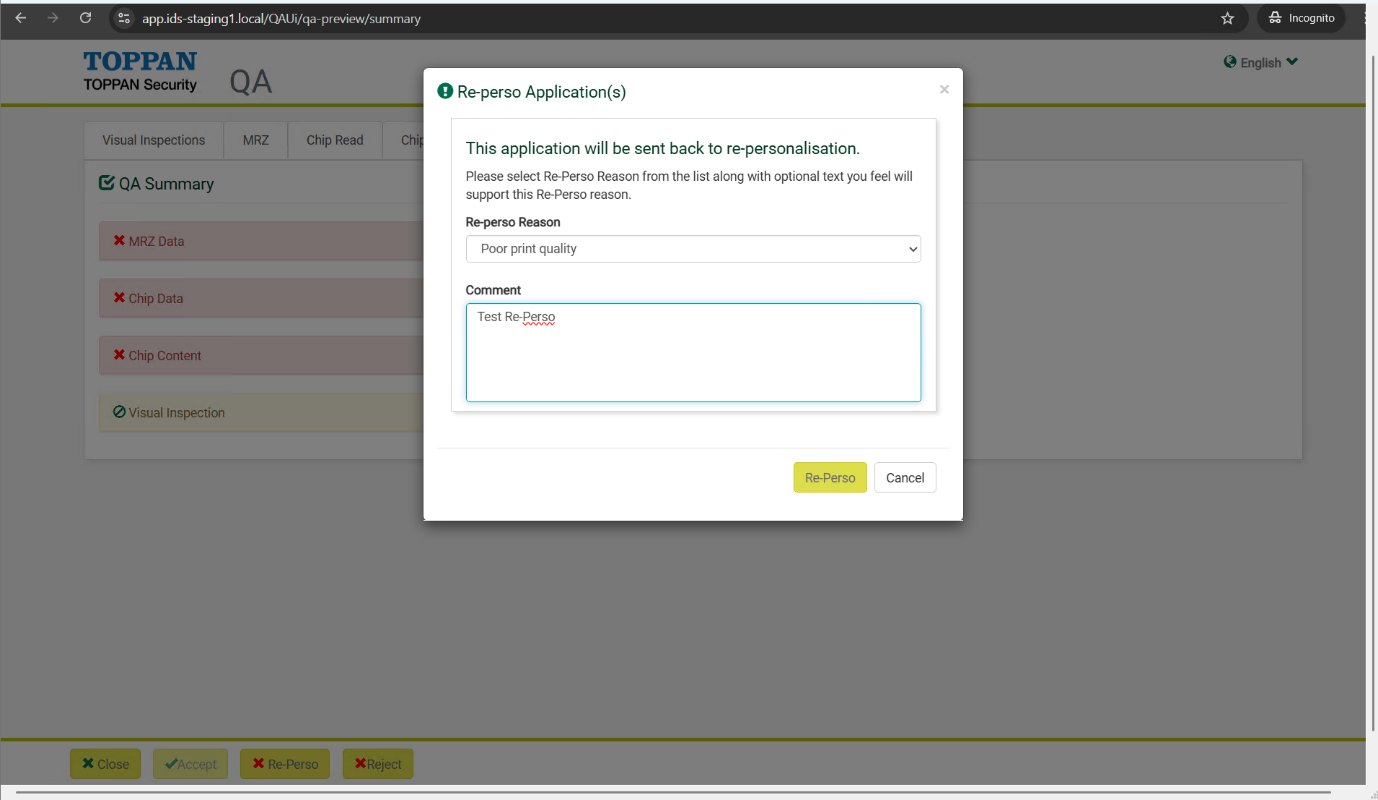 app.ids-staging1.local/QAUi/qa-preview/summary
Incognito
TOPPAN
TOPPAN Security
QA
English
Visual Inspections
MRZ
Chip Read
Chip
QA Summary
MRZ Data
Chip Data
Chip Content
Visual Inspection
Re-perso Application(s)
×
This application will be sent back to re-personalisation.
Please select Re-Perso Reason from the list along with optional text you feel will
support this Re-Perso reason.
Re-perso Reason
Poor print quality
Comment
Test Re-Perso
Re-Perso
Cancel
Close
Accept
Re-Perso
Reject